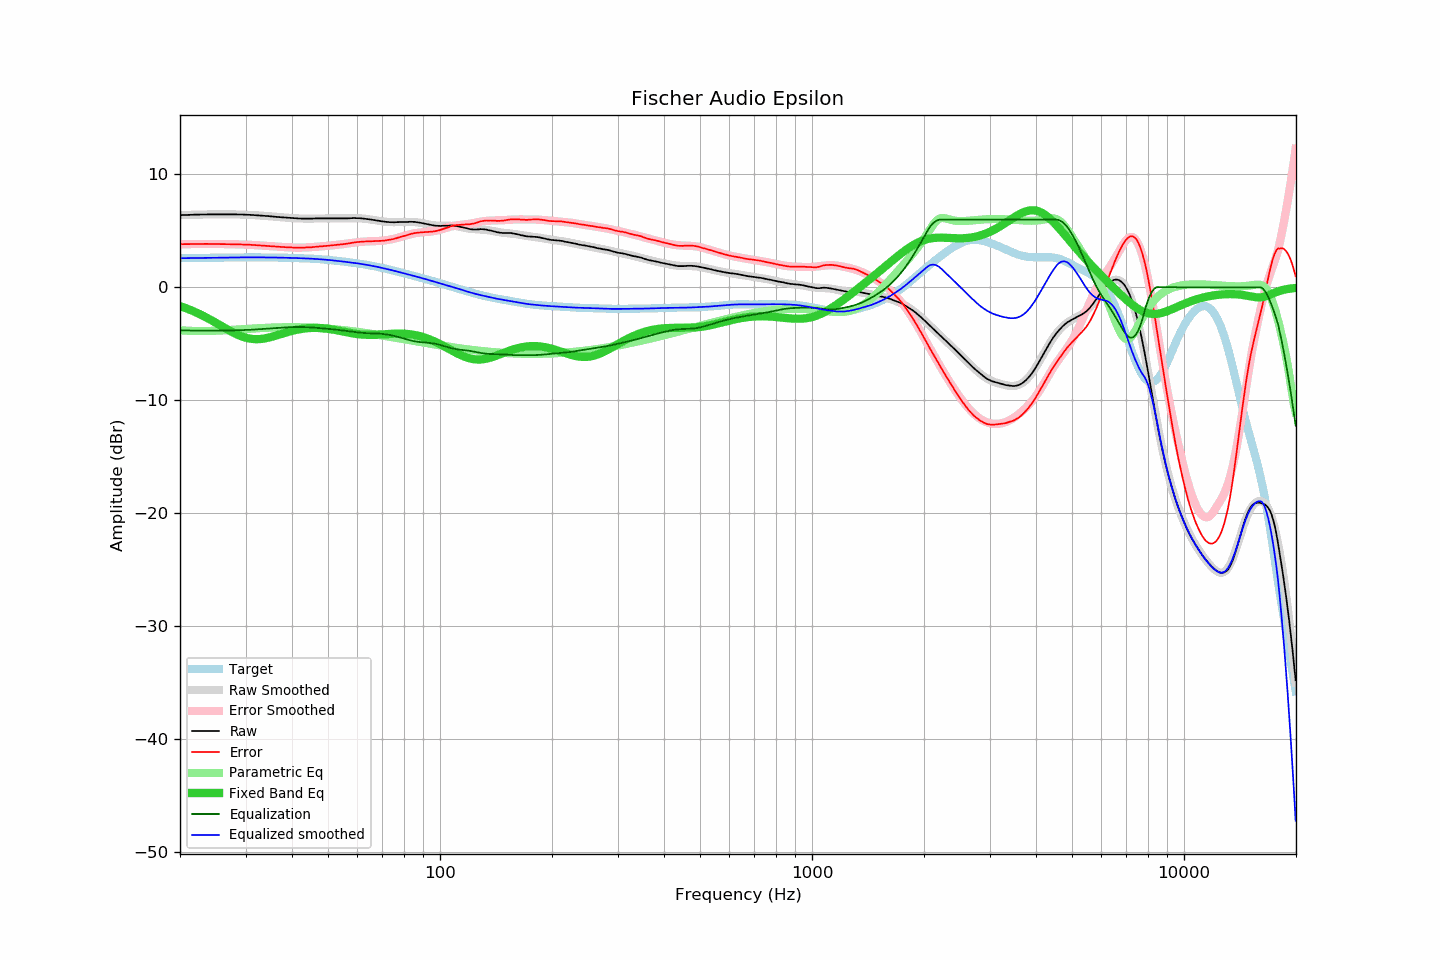 Fischer Audio Epsilon
10
0
−10
−20
−30
−40
−50
Amplitude (dBr)
Target
Raw Smoothed
Error Smoothed
Raw
Error
Parametric Eq
Fixed Band Eq
Equalization
Equalized smoothed
100
1000
10000
Frequency (Hz)